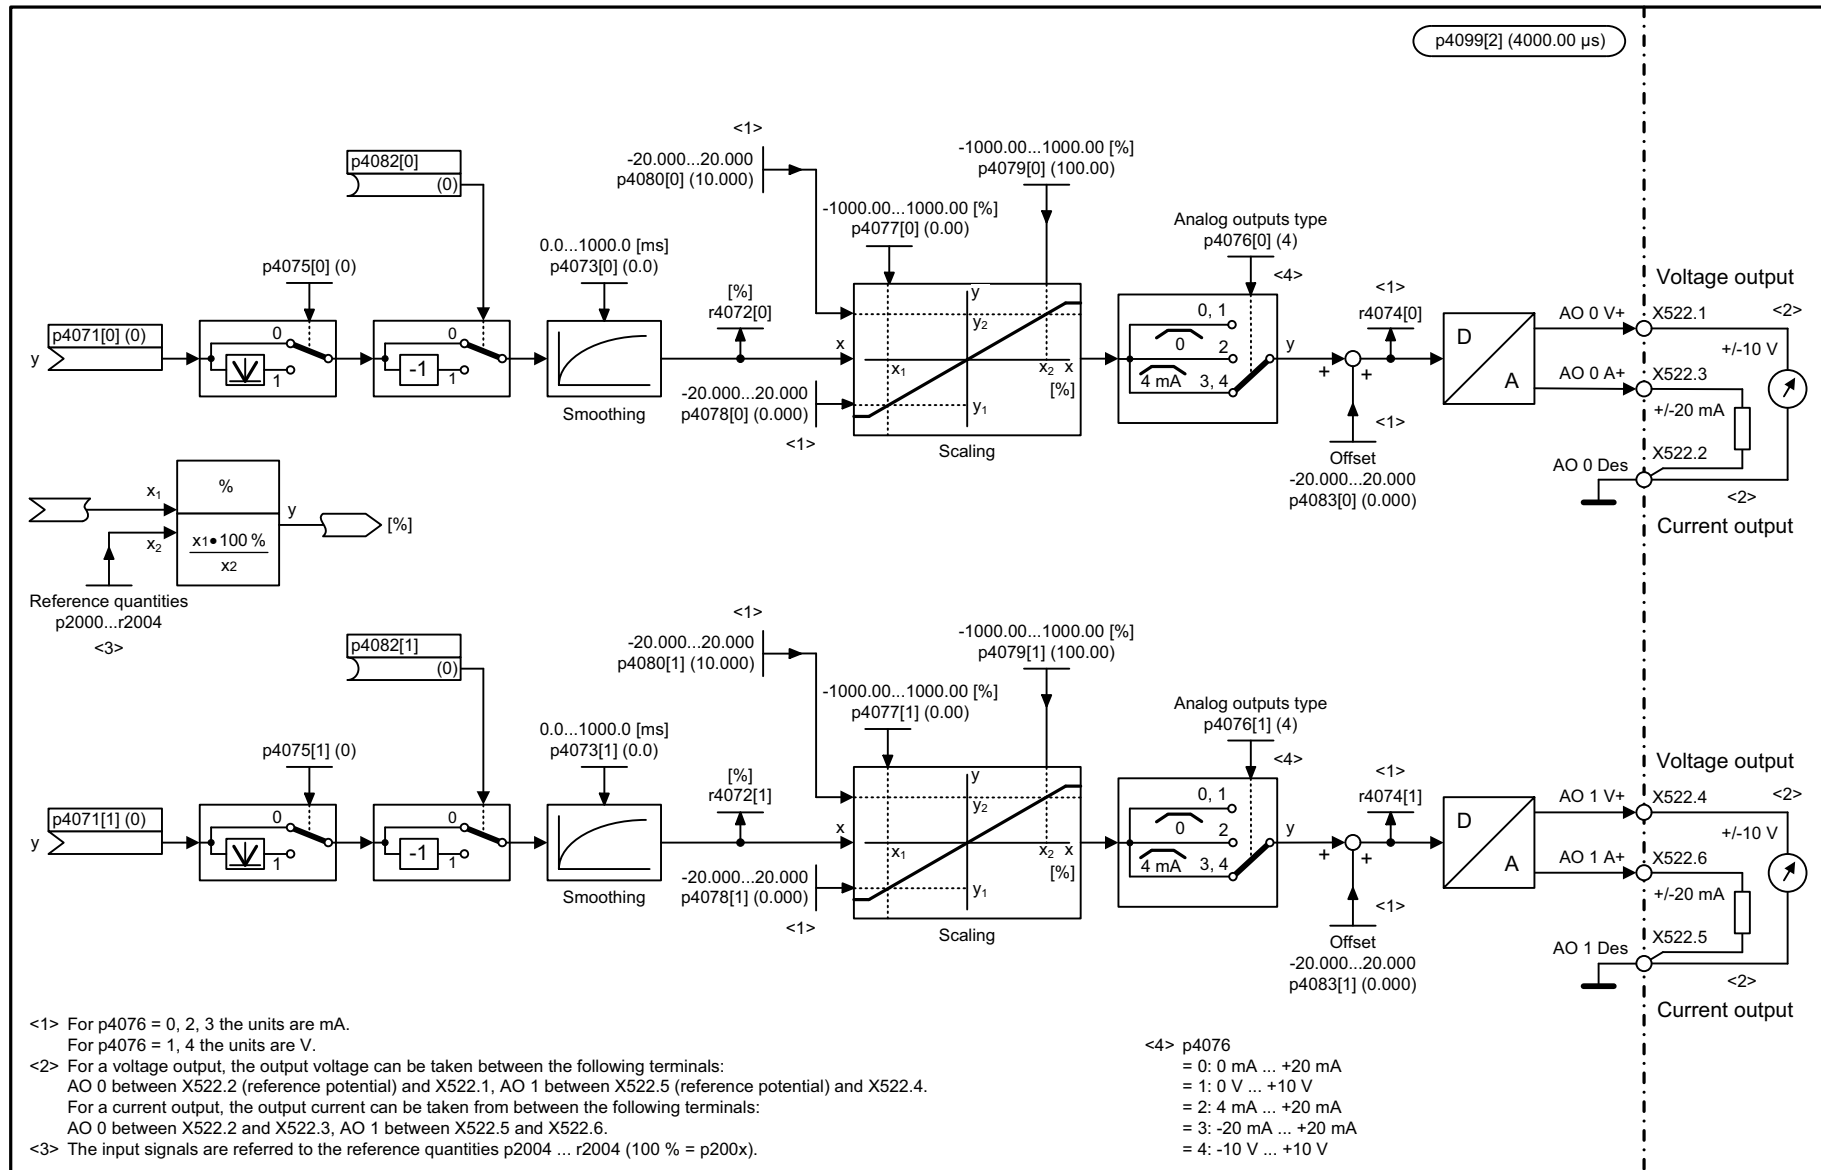 p4099[2] (4000.00 µs)
<1>
-20.000...20.000
p4080[0] (10.000)
-1000.00...1000.00 [%]
p4079[0] (100.00)
p4082[0]
(0)
-1000.00...1000.00 [%]
p4077[0] (0.00)
Analog outputs type
p4076[0] (4)
<4>
0.0...1000.0 [ms]
p4073[0] (0.0)
p4075[0] (0)
[%]
r4072[0]
<1>
r4074[0]
Voltage output
p4071[0] (0)
y
0
1
0
-1
1
Smoothing
x
y
y2
x1
x2
x
[%]
y1
-20.000...20.000
p4078[0] (0.000)
<1>
Scaling
0, 1
0
2
4 mA
3, 4
y
+
+
<1>
Offset
-20.000...20.000
p4083[0] (0.000)
D
A
AO 0 V+
X522.1
<2>
+/-10 V
AO 0 A+
X522.3
+/-20 mA
X522.2
AO 0 Des
<2>
Current output
x1
x2
%
x1•100 %
x2
y
[%]
Reference quantities
p2000...r2004
<3>
<1>
-20.000...20.000
p4080[1] (10.000)
-1000.00...1000.00 [%]
p4079[1] (100.00)
p4082[1]
(0)
-1000.00...1000.00 [%]
p4077[1] (0.00)
Analog outputs type
p4076[1] (4)
<4>
0.0...1000.0 [ms]
p4073[1] (0.0)
p4075[1] (0)
[%]
r4072[1]
<1>
r4074[1]
Voltage output
p4071[1] (0)
y
0
1
0
-1
1
Smoothing
x
y
y2
x1
x2
x
[%]
y1
-20.000...20.000
p4078[1] (0.000)
<1>
Scaling
0, 1
0
2
4 mA
3, 4
y
+
+
<1>
Offset
-20.000...20.000
p4083[1] (0.000)
D
A
AO 1 V+
X522.4
<2>
+/-10 V
AO 1 A+
X522.6
+/-20 mA
X522.5
AO 1 Des
<2>
Current output
<1> For p4076 = 0, 2, 3 the units are mA.
For p4076 = 1, 4 the units are V.
<2> For a voltage output, the output voltage can be taken between the following terminals:
AO 0 between X522.2 (reference potential) and X522.1, AO 1 between X522.5 (reference potential) and X522.4.
For a current output, the output current can be taken from between the following terminals:
AO 0 between X522.2 and X522.3, AO 1 between X522.5 and X522.6.
<3> The input signals are referred to the reference quantities p2004 ... r2004 (100 % = p200x).
<4> p4076
= 0: 0 mA ... +20 mA
= 1: 0 V ... +10 V
= 2: 4 mA ... +20 mA
= 3: -20 mA ... +20 mA
= 4: -10 V ... +10 V